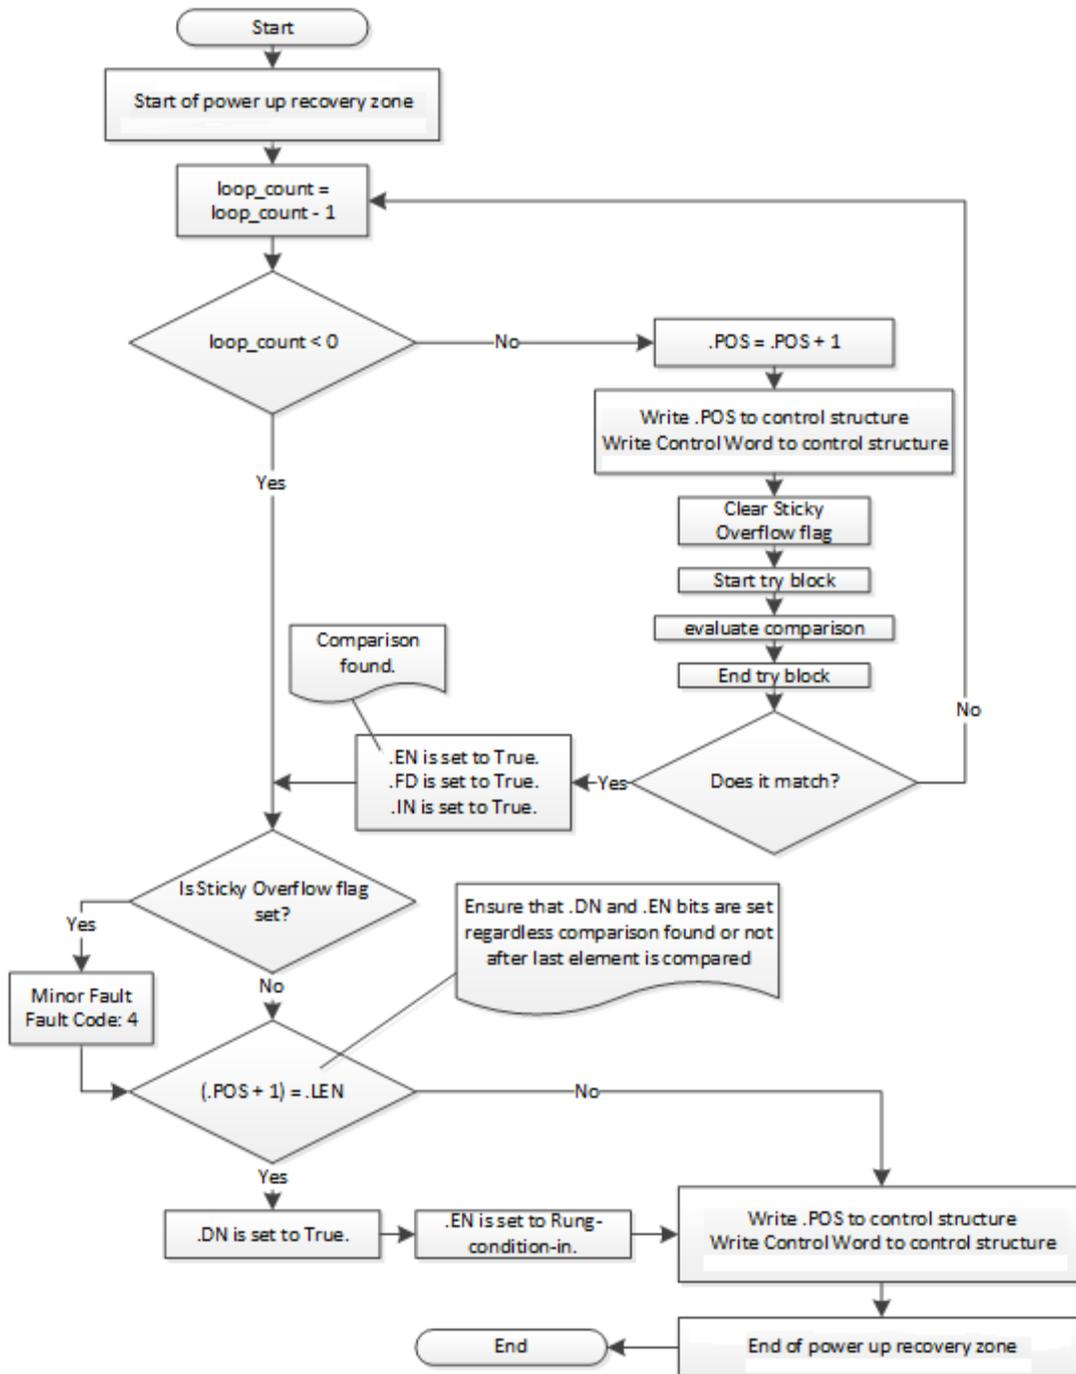 Start
Start of power up recovery zone
loop_count =
loop_count - 1
loop_count < 0
No
.POS = .POS + 1
Write .POS to control structure
Write Control Word to control structure
Yes
Clear Sticky
Overflow flag
Start try block
evaluate comparison
End try block
Comparison
found.
No
.EN is set to True.
.FD is set to True.
.IN is set to True.
Yes
Does it match?
Is Sticky Overflow flag
set?
Yes
Ensure that .DN and .EN bits are set
regardless comparison found or not
after last element is compared
No
Minor Fault
Fault Code: 4
(.POS + 1) = .LEN
No
Yes
.DN is set to True.
.EN is set to Rung-
condition-in.
Write .POS to control structure
Write Control Word to control structure
End
End of power up recovery zone